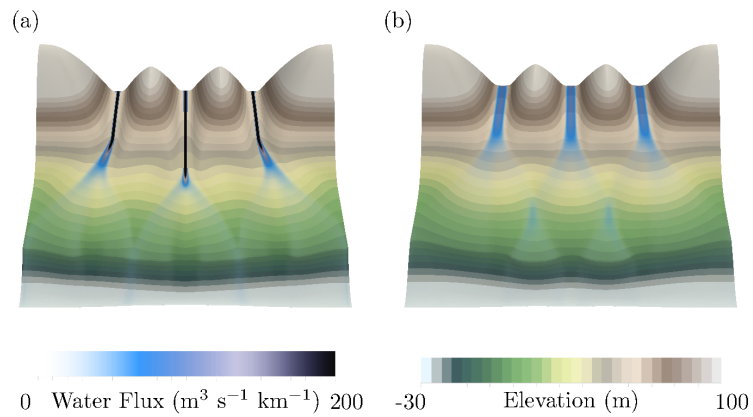 (a)
(b)
0 Water Flux (m³ s⁻¹ km⁻¹) 200
-30 Elevation (m) 100